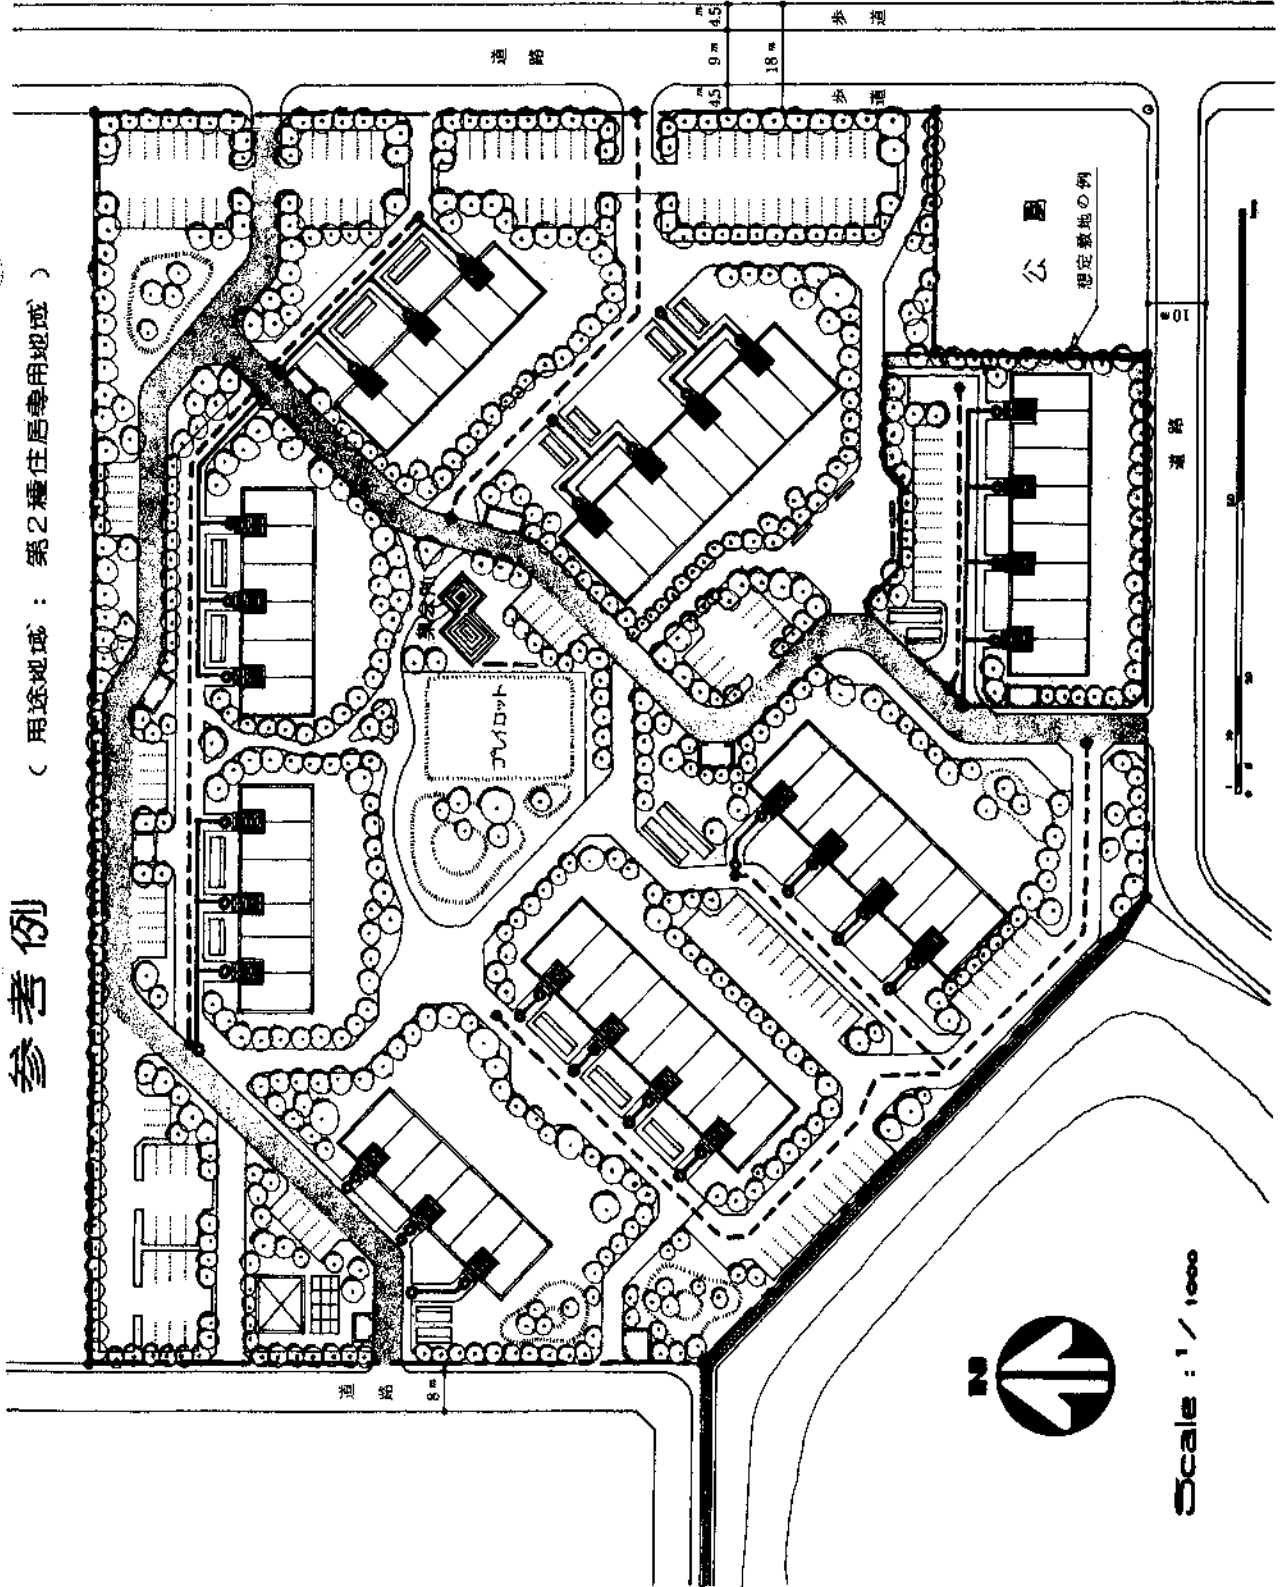 参考例
(用途地域 : 第2種住居専用地域)
道路
歩道
4.5m
9m
18m
4.5m
歩道
公園
想定敷地の例
10m
道路
集会所
プレイロット
道路
8m
Scale : 1/1000